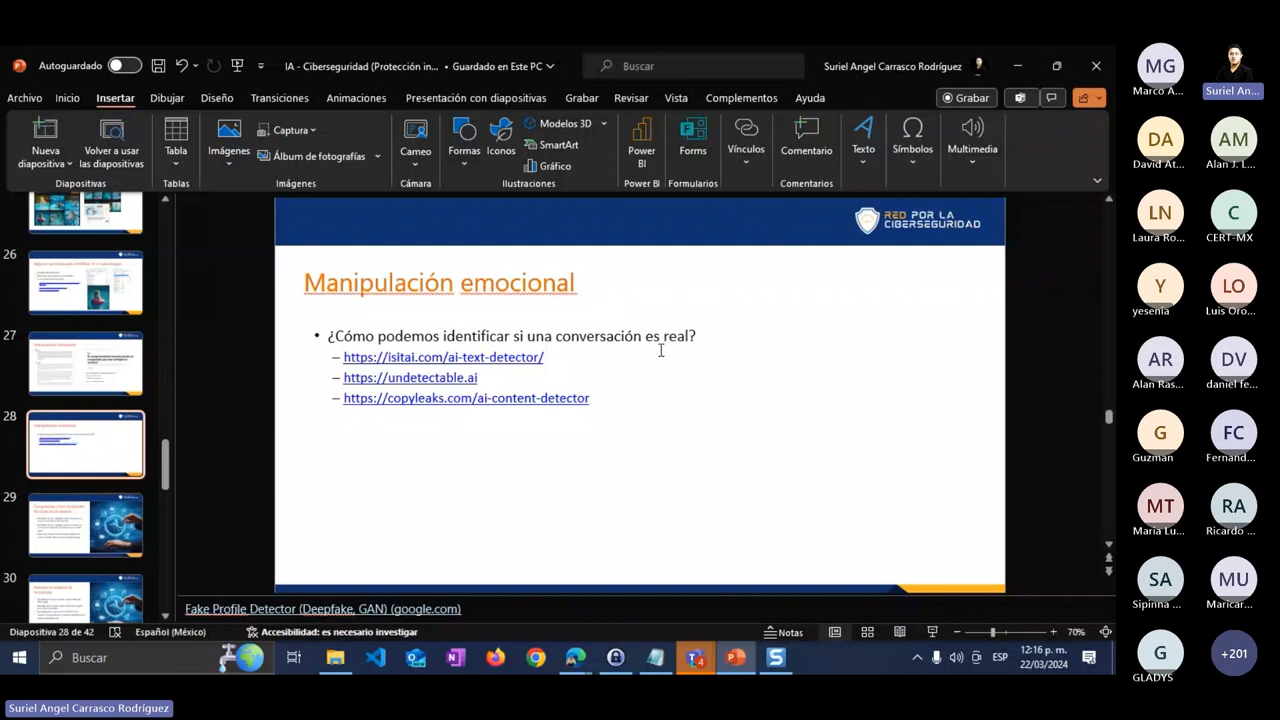 Autoguardado
IA - Ciberseguridad (Protección in... • Guardado en Este PC
Buscar
Suriel Angel Carrasco Rodríguez
Archivo Inicio Insertar Dibujar Diseño Transiciones Animaciones Presentación con diapositivas Grabar Revisar Vista Complementos Ayuda
Grabar
Nueva diapositiva
Volver a usar las diapositivas
Diapositivas
Tabla
Tablas
Imágenes
Captura
Álbum de fotografías
Imágenes
Cameo
Cámara
Formas
Iconos
Modelos 3D
SmartArt
Gráfico
Ilustraciones
Power BI
Power BI
Forms
Formularios
Vínculos
Comentario
Comentarios
Texto
Símbolos
Multimedia
26
27
28
29
30
RED POR LA
CIBERSEGURIDAD
Manipulación emocional
• ¿Cómo podemos identificar si una conversación es real?
– https://isitai.com/ai-text-detector/
– https://undetectable.ai
– https://copyleaks.com/ai-content-detector
Fake Profile Detector (Deepfake, GAN) (google.com)
Diapositiva 28 de 42
Español (México)
Accesibilidad: es necesario investigar
Notas
70%
Buscar
4
ESP
12:16 p. m.
22/03/2024
MG
Marco A...
Suriel An...
DA
David At...
AM
Alan J. L...
LN
Laura Ro...
C
CERT-MX
Y
yesenia
LO
Luis Oro...
AR
Alan Ras...
DV
daniel fe...
G
Guzman
FC
Fernand...
MT
Maria Lu...
RA
Ricardo ...
SA
Sipinna ...
MU
Maricar...
G
GLADYS
+201
Suriel Angel Carrasco Rodríguez